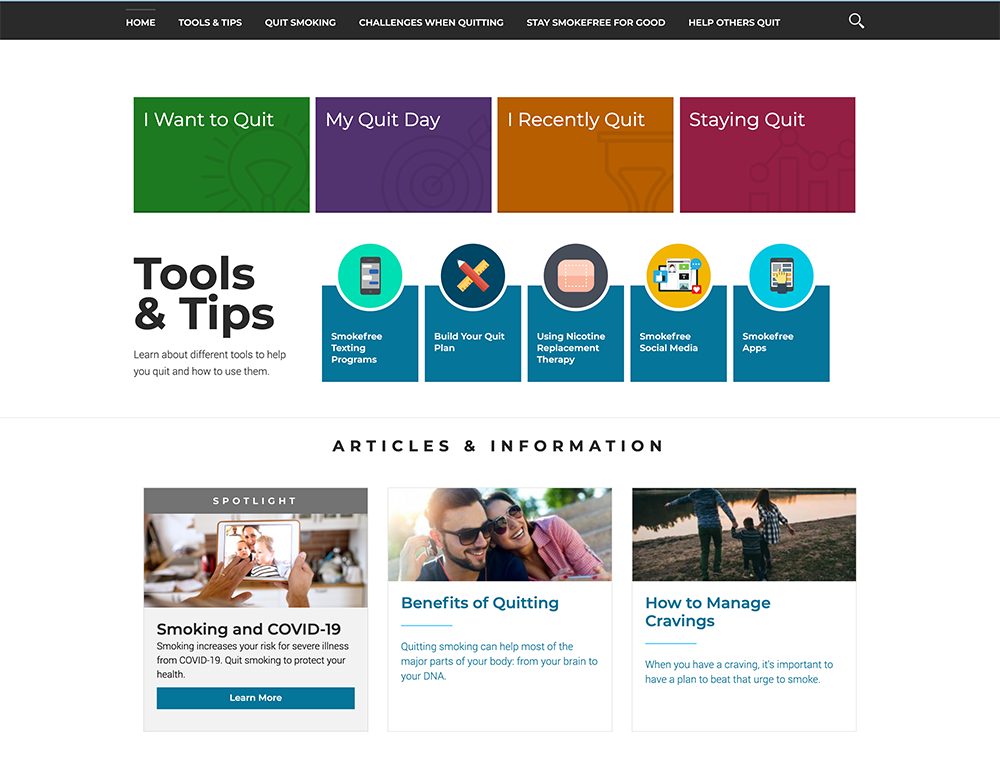 HOME TOOLS & TIPS QUIT SMOKING CHALLENGES WHEN QUITTING STAY SMOKEFREE FOR GOOD HELP OTHERS QUIT
I Want to Quit
My Quit Day
I Recently Quit
Staying Quit
Tools
& Tips
Learn about different tools to help
you quit and how to use them.
Smokefree
Texting
Programs
Build Your Quit
Plan
Using Nicotine
Replacement
Therapy
Smokefree
Social Media
Smokefree
Apps
ARTICLES & INFORMATION
SPOTLIGHT
Smoking and COVID-19
Smoking increases your risk for severe illness
from COVID-19. Quit smoking to protect your
health.
Learn More
Benefits of Quitting
Quitting smoking can help most of the
major parts of your body: from your brain to
your DNA.
How to Manage
Cravings
When you have a craving, it's important to
have a plan to beat that urge to smoke.